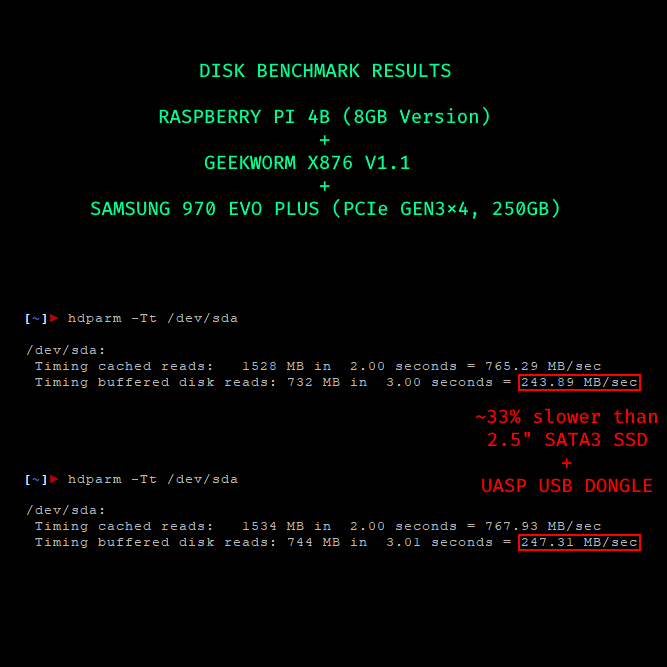 DISK BENCHMARK RESULTS
RASPBERRY PI 4B (8GB Version)
+
GEEKWORM X876 V1.1
+
SAMSUNG 970 EVO PLUS (PCIe GEN3×4, 250GB)
[~]► hdparm -Tt /dev/sda
/dev/sda:
Timing cached reads:   1528 MB in  2.00 seconds = 765.29 MB/sec
Timing buffered disk reads: 732 MB in  3.00 seconds = 243.89 MB/sec
~33% slower than
2.5" SATA3 SSD
+
UASP USB DONGLE
[~]► hdparm -Tt /dev/sda
/dev/sda:
Timing cached reads:   1534 MB in  2.00 seconds = 767.93 MB/sec
Timing buffered disk reads: 744 MB in  3.01 seconds = 247.31 MB/sec